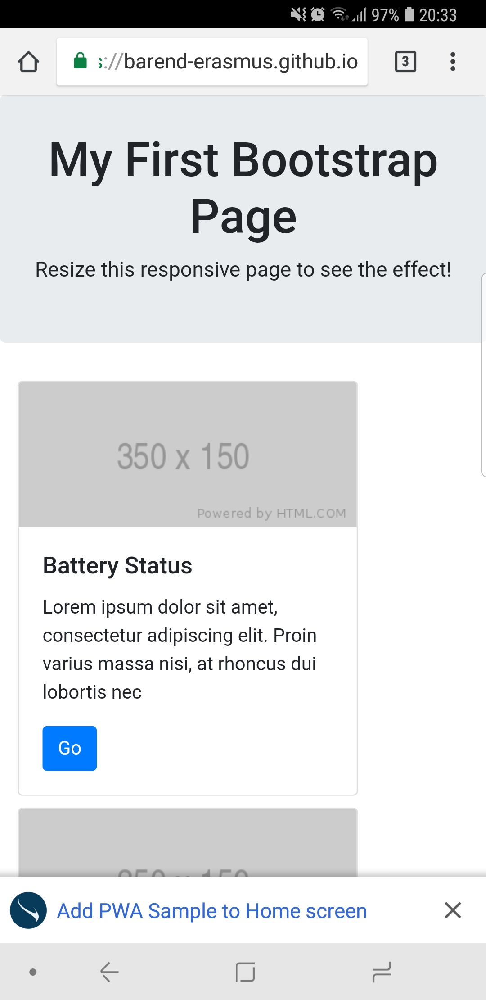 97% 20:33
s://barend-erasmus.github.io
3
My First Bootstrap
Page
Resize this responsive page to see the effect!
350 x 150
Powered by HTML.COM
Battery Status
Lorem ipsum dolor sit amet,
consectetur adipiscing elit. Proin
varius massa nisi, at rhoncus dui
lobortis nec
Go
350 x 150
Add PWA Sample to Home screen